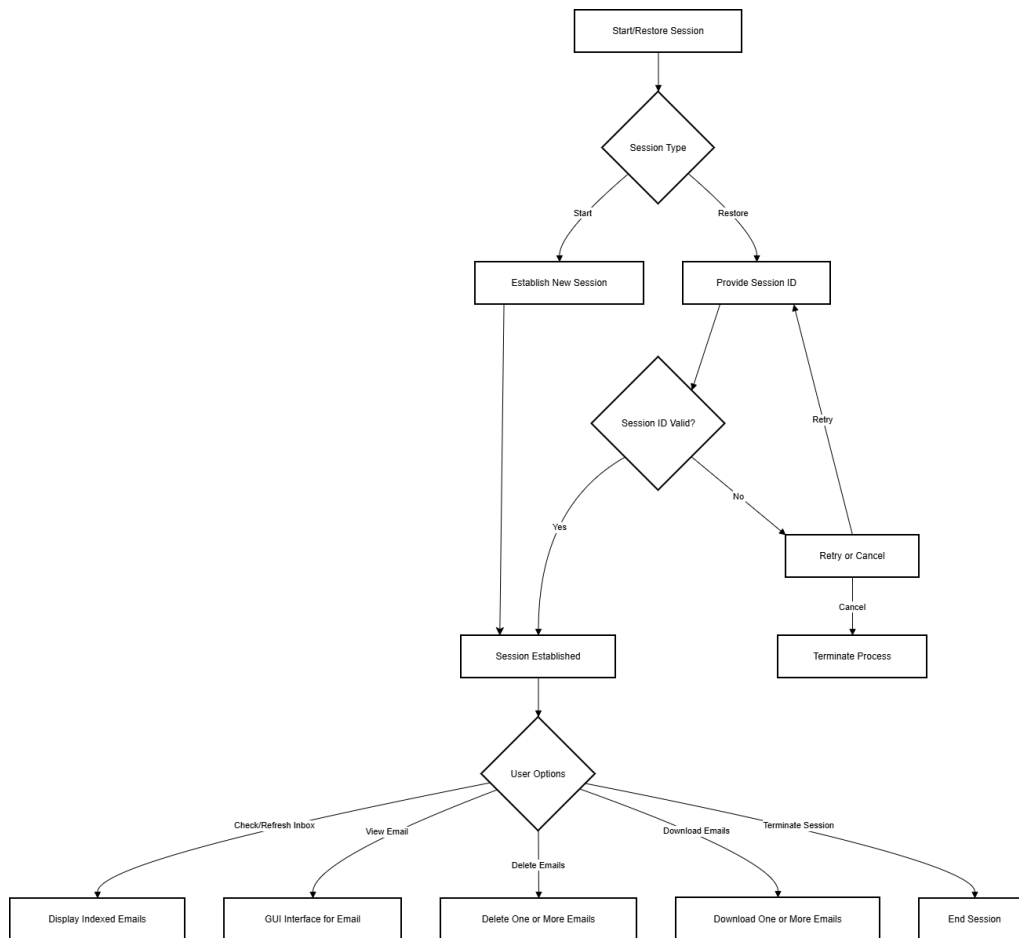 Start/Restore Session
Session Type
Start
Restore
Establish New Session
Provide Session ID
Session ID Valid?
Retry
No
Yes
Retry or Cancel
Cancel
Session Established
Terminate Process
User Options
Check/Refresh Inbox
View Email
Delete Emails
Download Emails
Terminate Session
Display Indexed Emails
GUI Interface for Email
Delete One or More Emails
Download One or More Emails
End Session